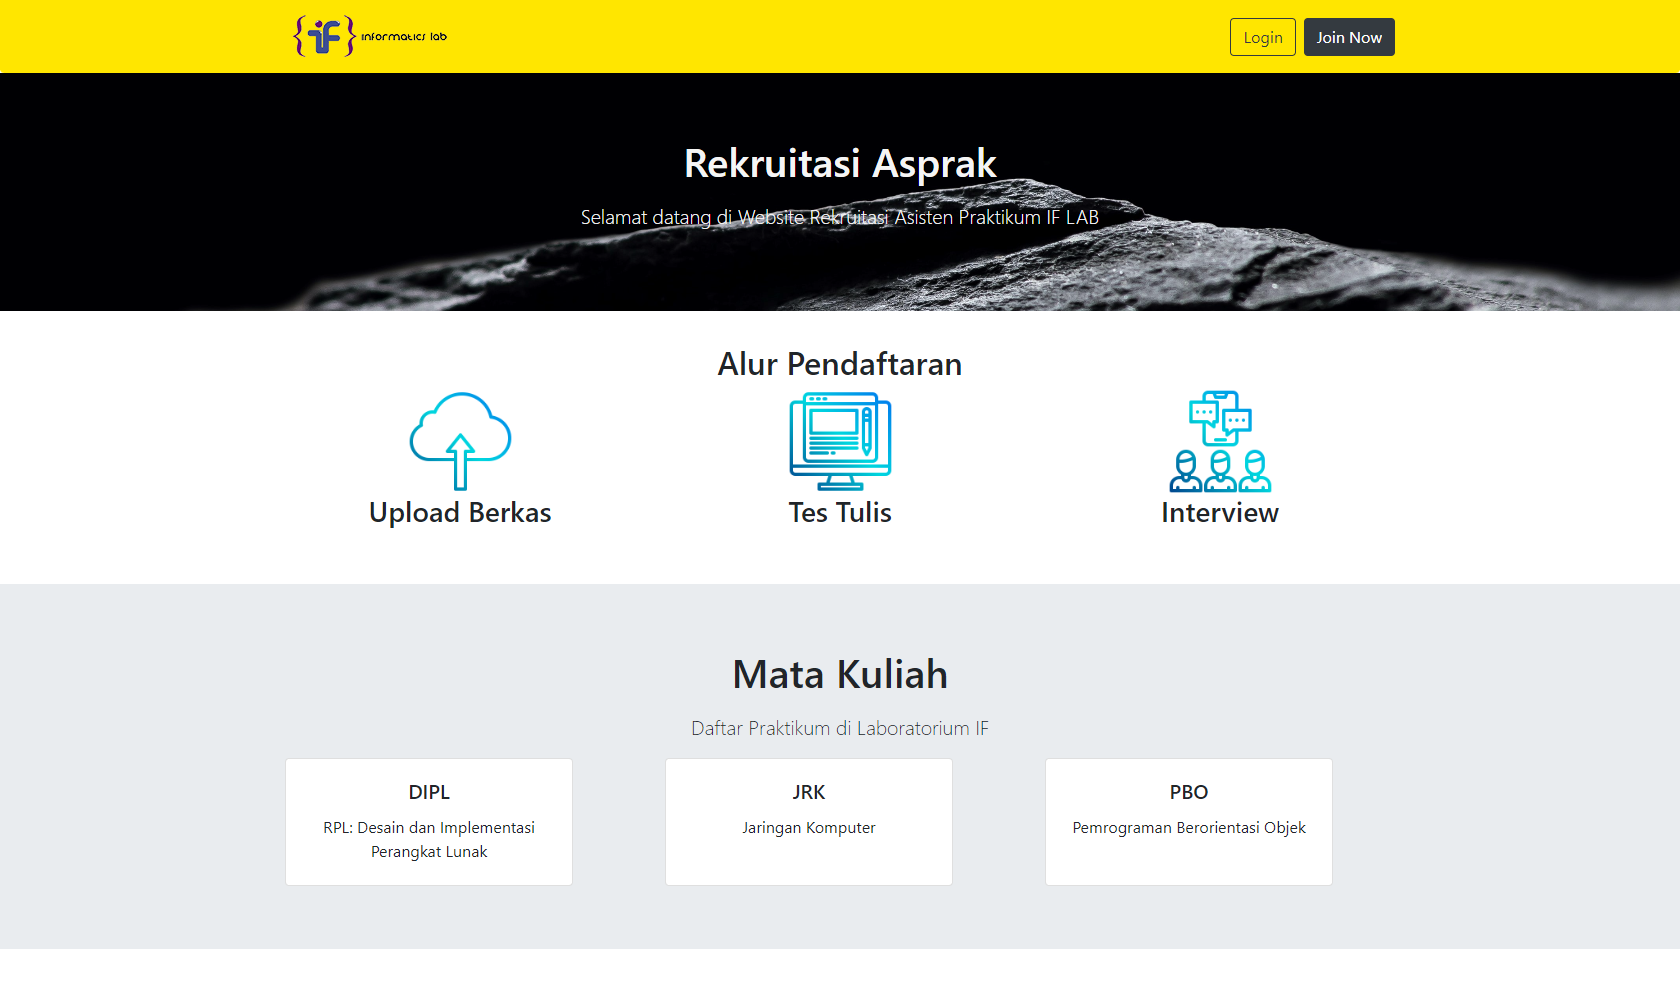 {iF} informatics lab
Login
Join Now
Rekruitasi Asprak
Selamat datang di Website Rekruitasi Asisten Praktikum IF LAB
Alur Pendaftaran
Upload Berkas
Tes Tulis
Interview
Mata Kuliah
Daftar Praktikum di Laboratorium IF
DIPL
RPL: Desain dan Implementasi
Perangkat Lunak
JRK
Jaringan Komputer
PBO
Pemrograman Berorientasi Objek